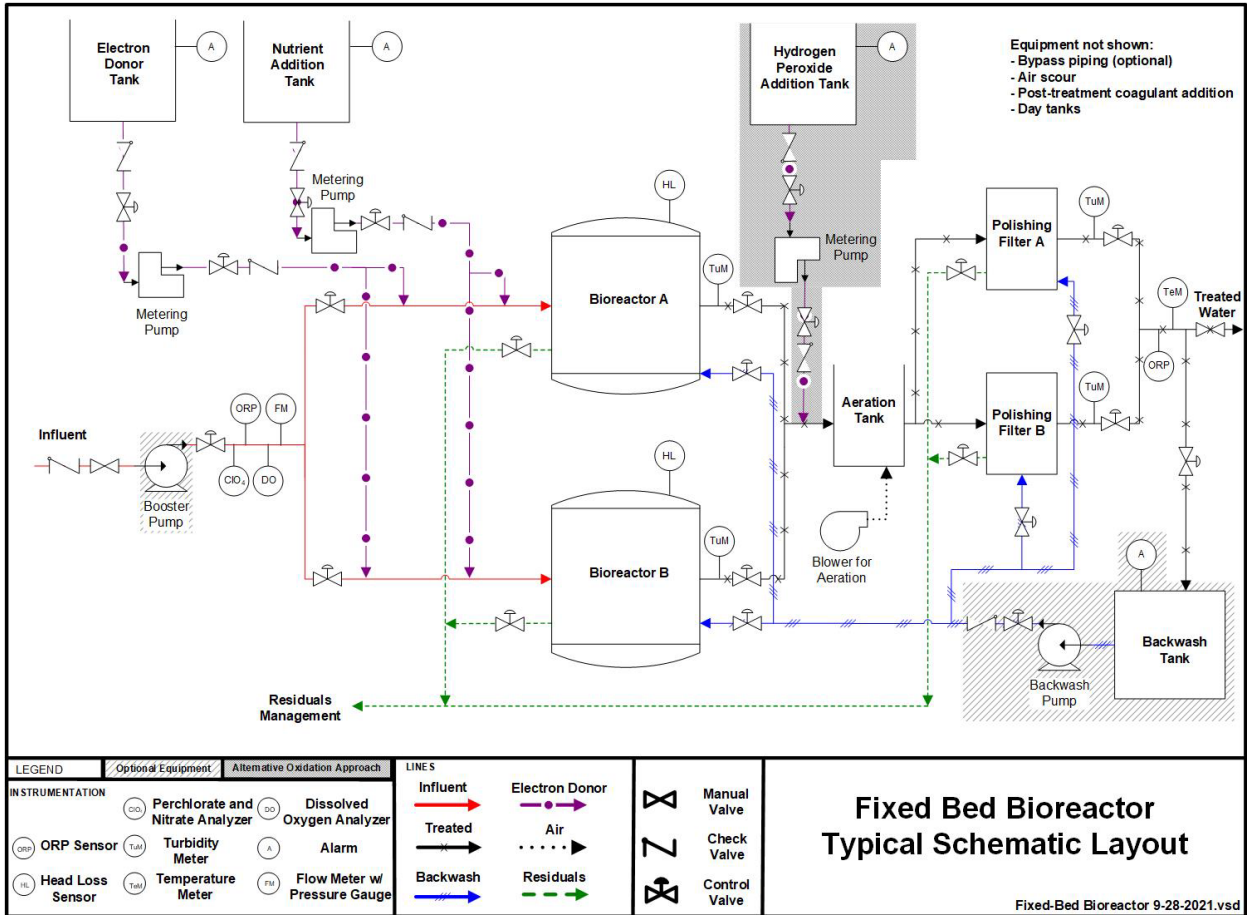 Electron
Donor
Tank
A
Nutrient
Addition
Tank
A
Hydrogen
Peroxide
Addition Tank
A
Equipment not shown:
- Bypass piping (optional)
- Air scour
- Post-treatment coagulant addition
- Day tanks
Metering
Pump
HL
Metering
Pump
Polishing
Filter A
TuM
TuM
Metering
Pump
Bioreactor A
TeM
Treated
Water
ORP
Influent
ORP
FM
ClO₄
DO
Booster
Pump
Aeration
Tank
Polishing
Filter B
TuM
HL
TuM
Blower for
Aeration
Bioreactor B
A
Backwash
Tank
Backwash
Pump
Residuals
Management
LEGEND
Optional Equipment
Alternative Oxidation Approach
INSTRUMENTATION
ClO₄ Perchlorate and
Nitrate Analyzer
DO Dissolved
Oxygen Analyzer
ORP ORP Sensor
TuM Turbidity
Meter
A Alarm
HL Head Loss
Sensor
TeM Temperature
Meter
FM Flow Meter w/
Pressure Gauge
LINES
Influent
Electron Donor
Treated
Air
Backwash
Residuals
Manual
Valve
Check
Valve
Control
Valve
Fixed Bed Bioreactor
Typical Schematic Layout
Fixed-Bed Bioreactor 9-28-2021.vsd